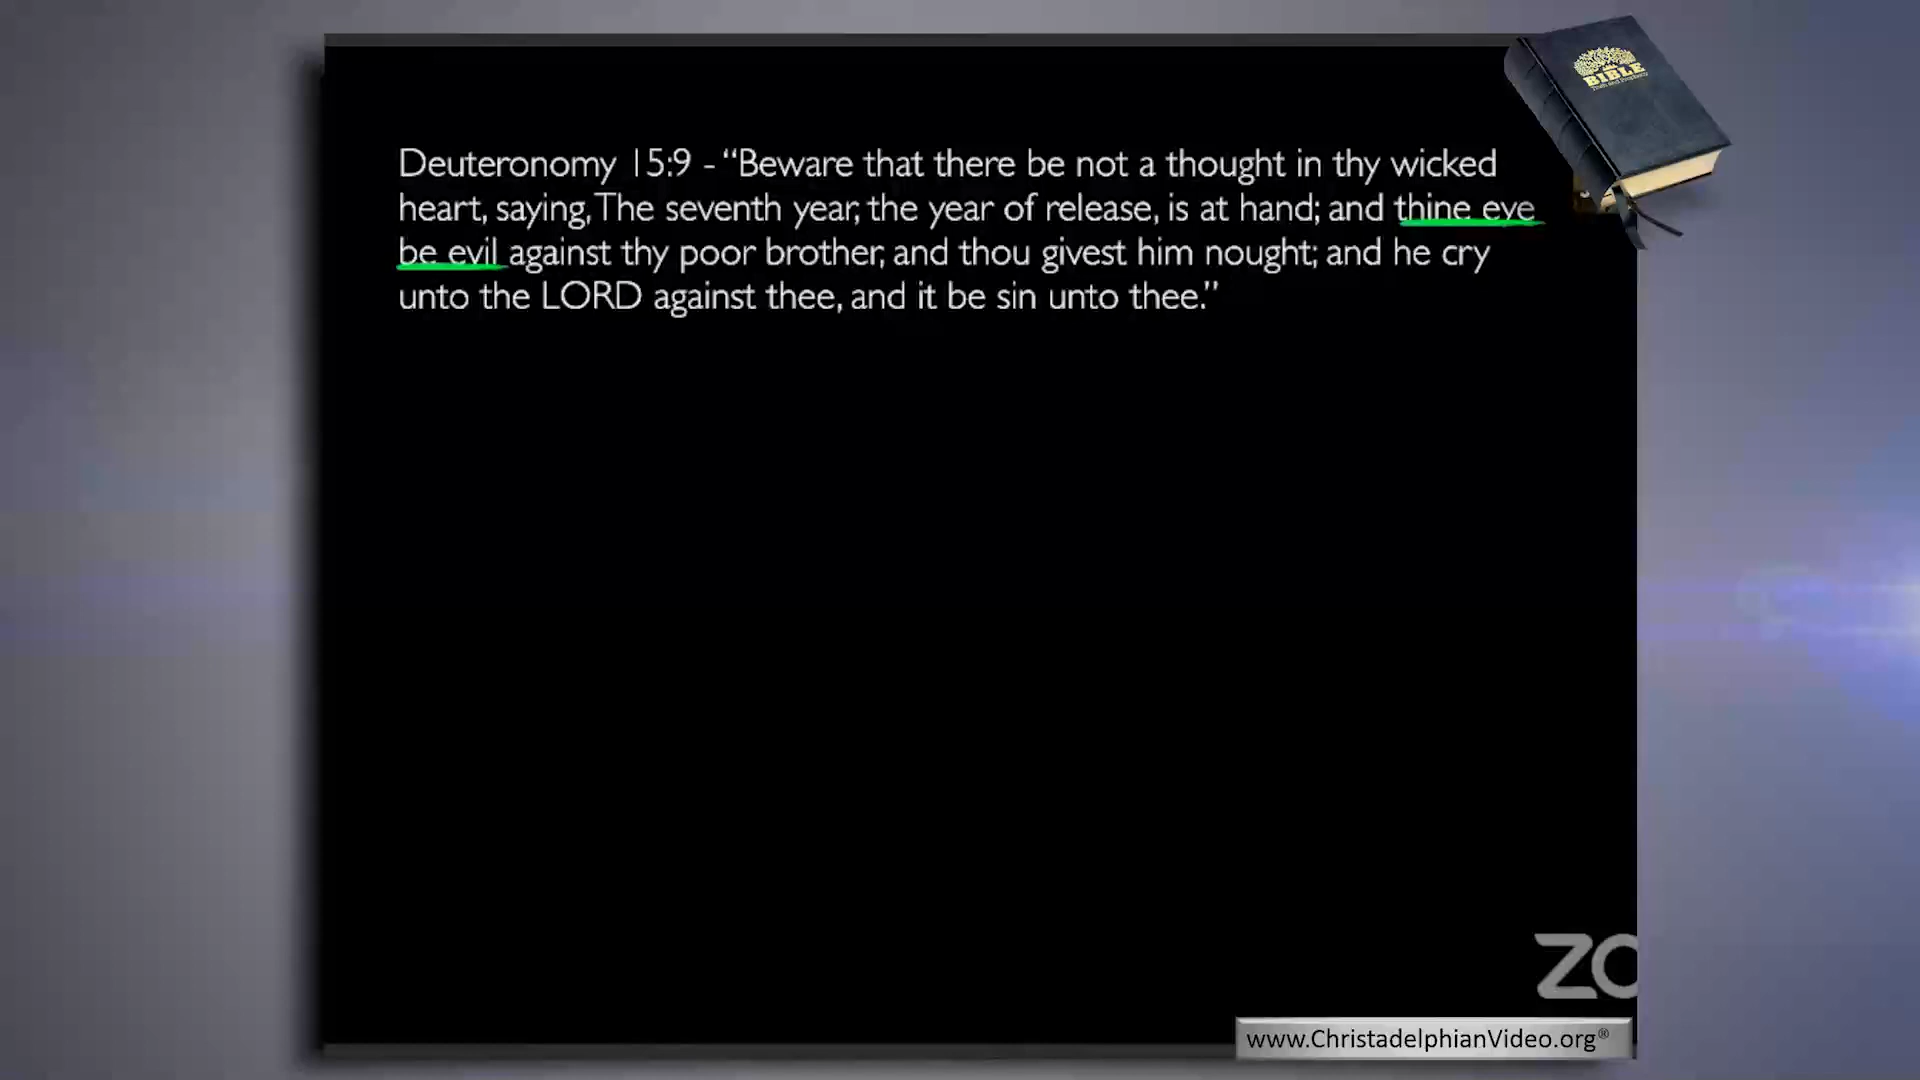 BIBLE
Deuteronomy 15:9 - “Beware that there be not a thought in thy wicked
heart, saying, The seventh year, the year of release, is at hand; and thine eye
be evil against thy poor brother, and thou givest him nought; and he cry
unto the LORD against thee, and it be sin unto thee.”
ZO
www.ChristadelphianVideo.org®